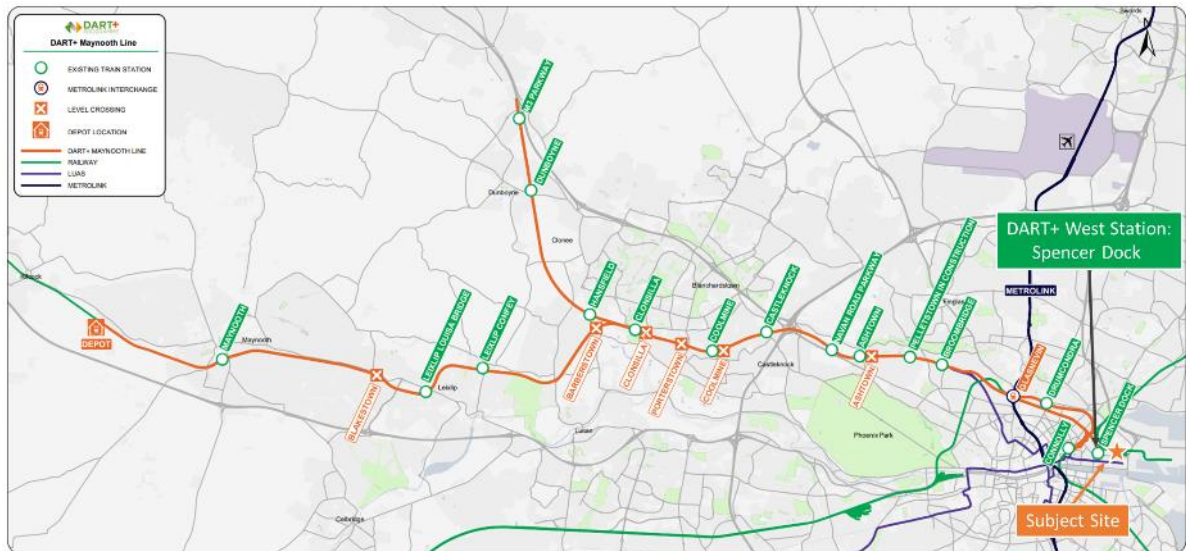 DART+
DART+ Maynooth Line
EXISTING TRAIN STATION
METROLINK INTERCHANGE
LEVEL CROSSING
DEPOT LOCATION
DART+ MAYNOOTH LINE
RAILWAY
LUAS
METROLINK
Swords
M3 PARKWAY
DUNBOYNE
Dunboyne
Clonee
DART+ West Station:
Spencer Dock
HANSFIELD
CLONSILLA
Blanchardstown
COOLMINE
CASTLEKNOCK
NAVAN ROAD PARKWAY
ASHTOWN
PELLETSTOWN IN CONSTRUCTION
BROOMBRIDGE
METROLINK
GLASNEVIN
DRUMCONDRA
SPENCER DOCK
CONNOLLY
DEPOT
MAYNOOTH
Maynooth
BLAKESTOWN
LEIXLIP LOUISA BRIDGE
Leixlip
LEIXLIP CONFEY
BARBERSTOWN
CLONSILLA
PORTERSTOWN
COOLMINE
Castleknock
ASHTOWN
Phoenix Park
Lucan
Celbridge
Subject Site